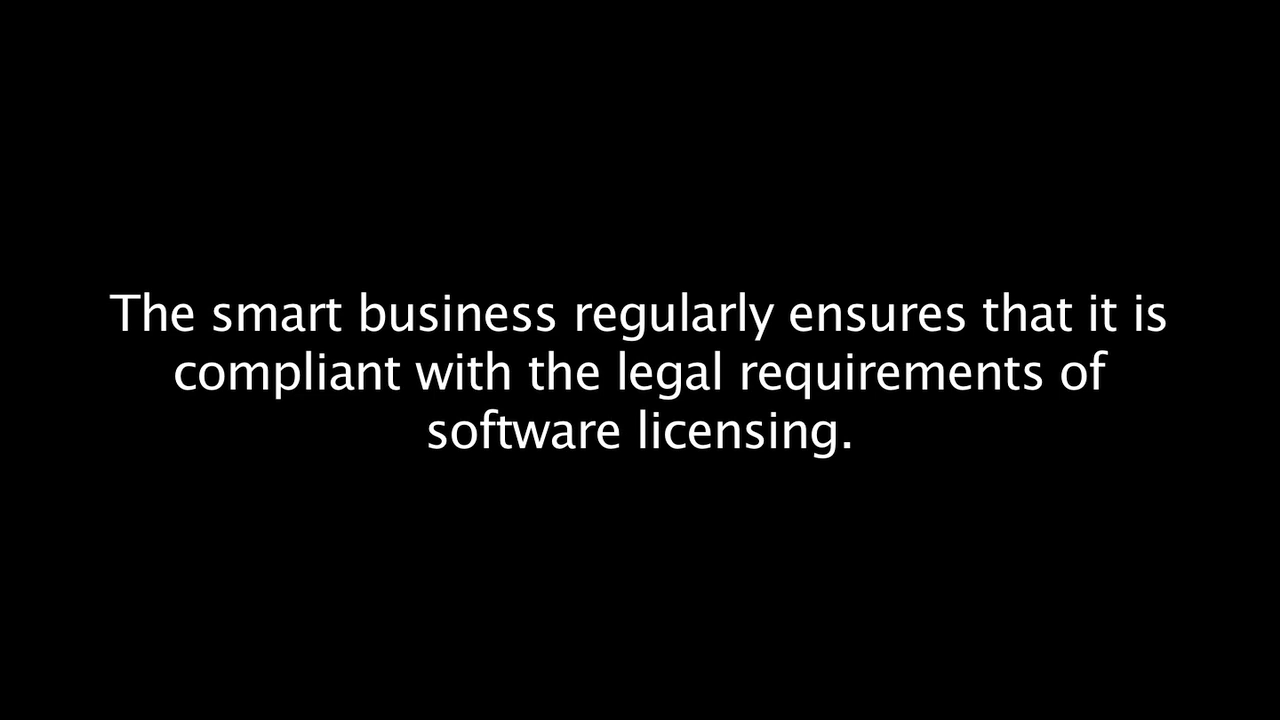 The smart business regularly ensures that it is
compliant with the legal requirements of
software licensing.